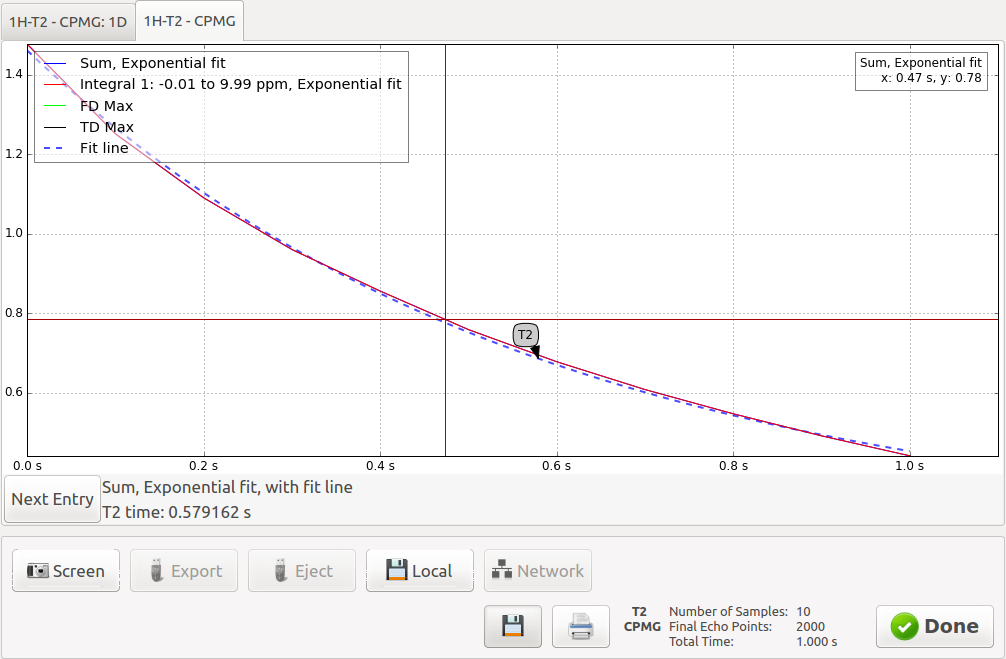 1H-T2 - CPMG: 1D
1H-T2 - CPMG
Sum, Exponential fit
Integral 1: -0.01 to 9.99 ppm, Exponential fit
FD Max
TD Max
Fit line
Sum, Exponential fit
x: 0.47 s, y: 0.78
1.4
1.2
1.0
0.8
0.6
T2
0.0 s
0.2 s
0.4 s
0.6 s
0.8 s
1.0 s
Next Entry
Sum, Exponential fit, with fit line
T2 time: 0.579162 s
Screen
Export
Eject
Local
Network
T2
CPMG
Number of Samples: 10
Final Echo Points: 2000
Total Time: 1.000 s
Done